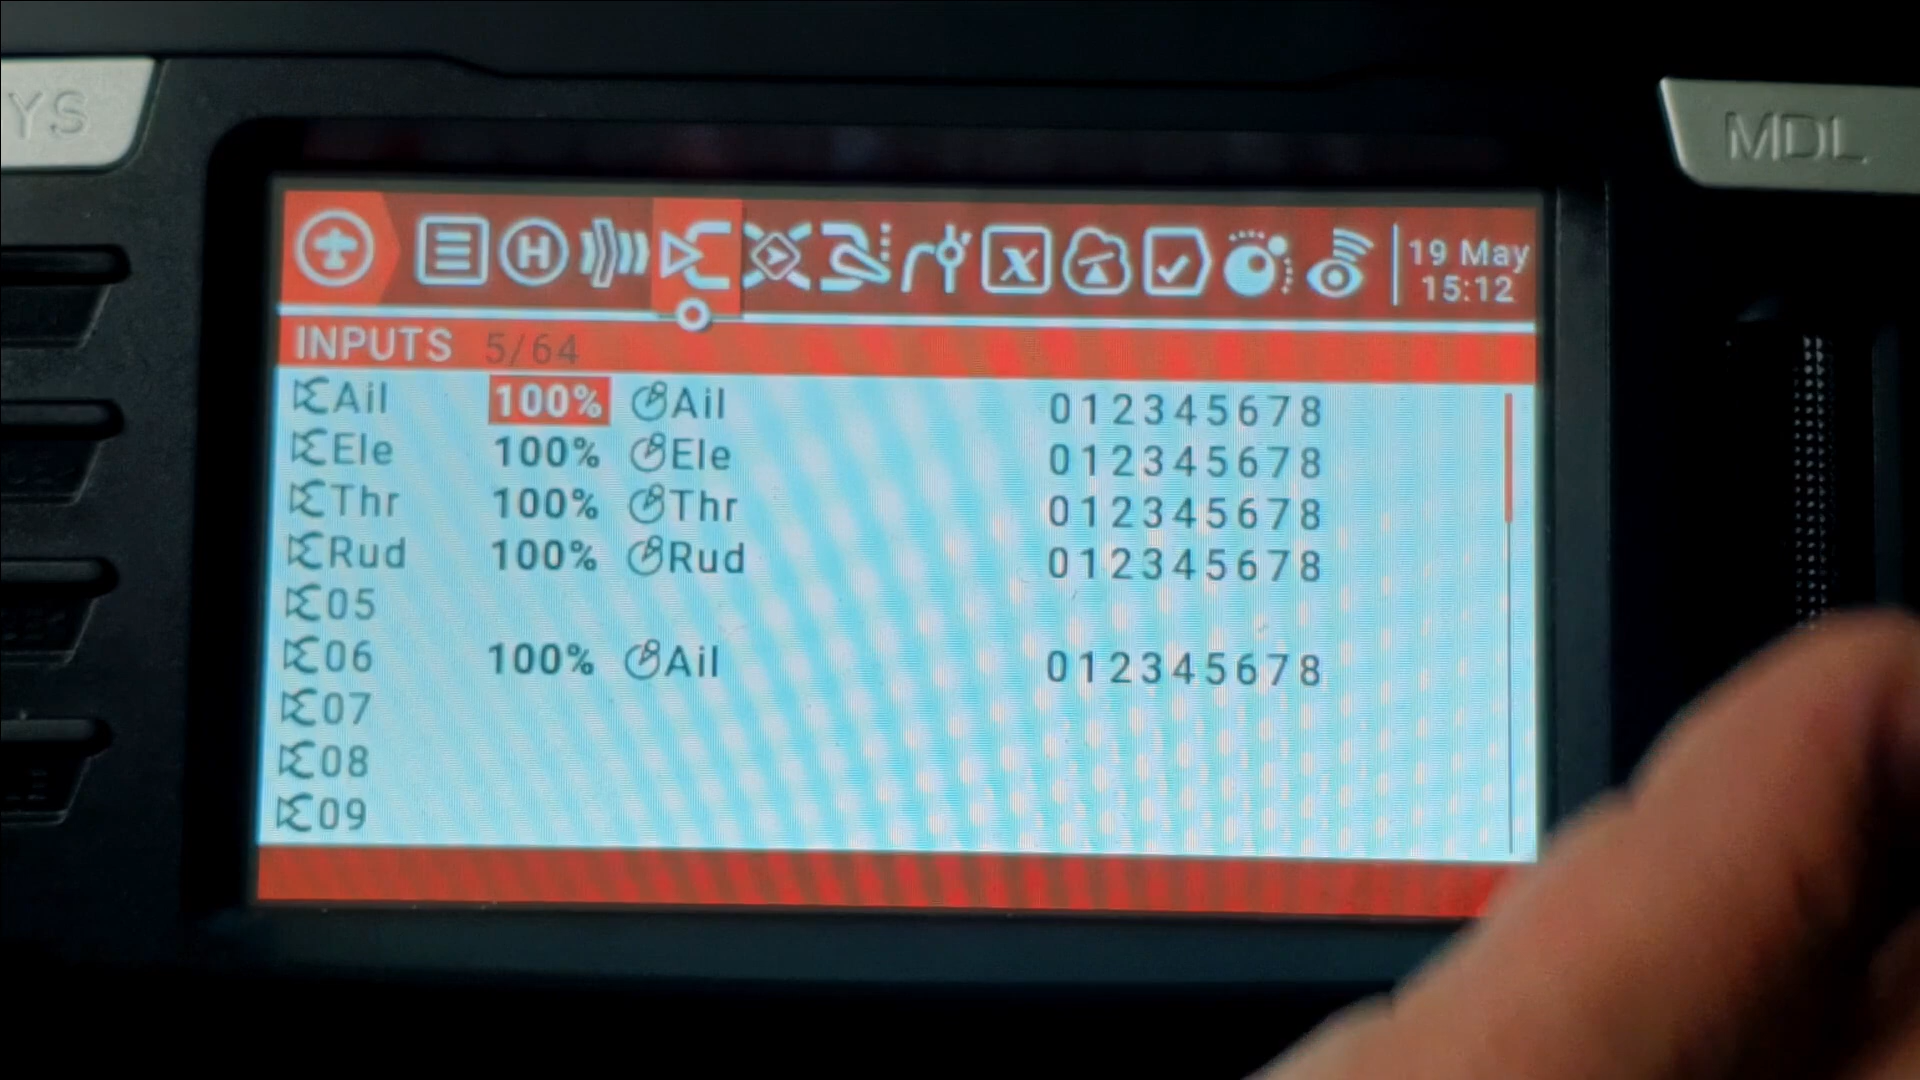 YS
MDL
19 May
15:12
INPUTS 5/64
Ail 100% Ail 012345678
Ele 100% Ele 012345678
Thr 100% Thr 012345678
Rud 100% Rud 012345678
05
06 100% Ail 012345678
07
08
09